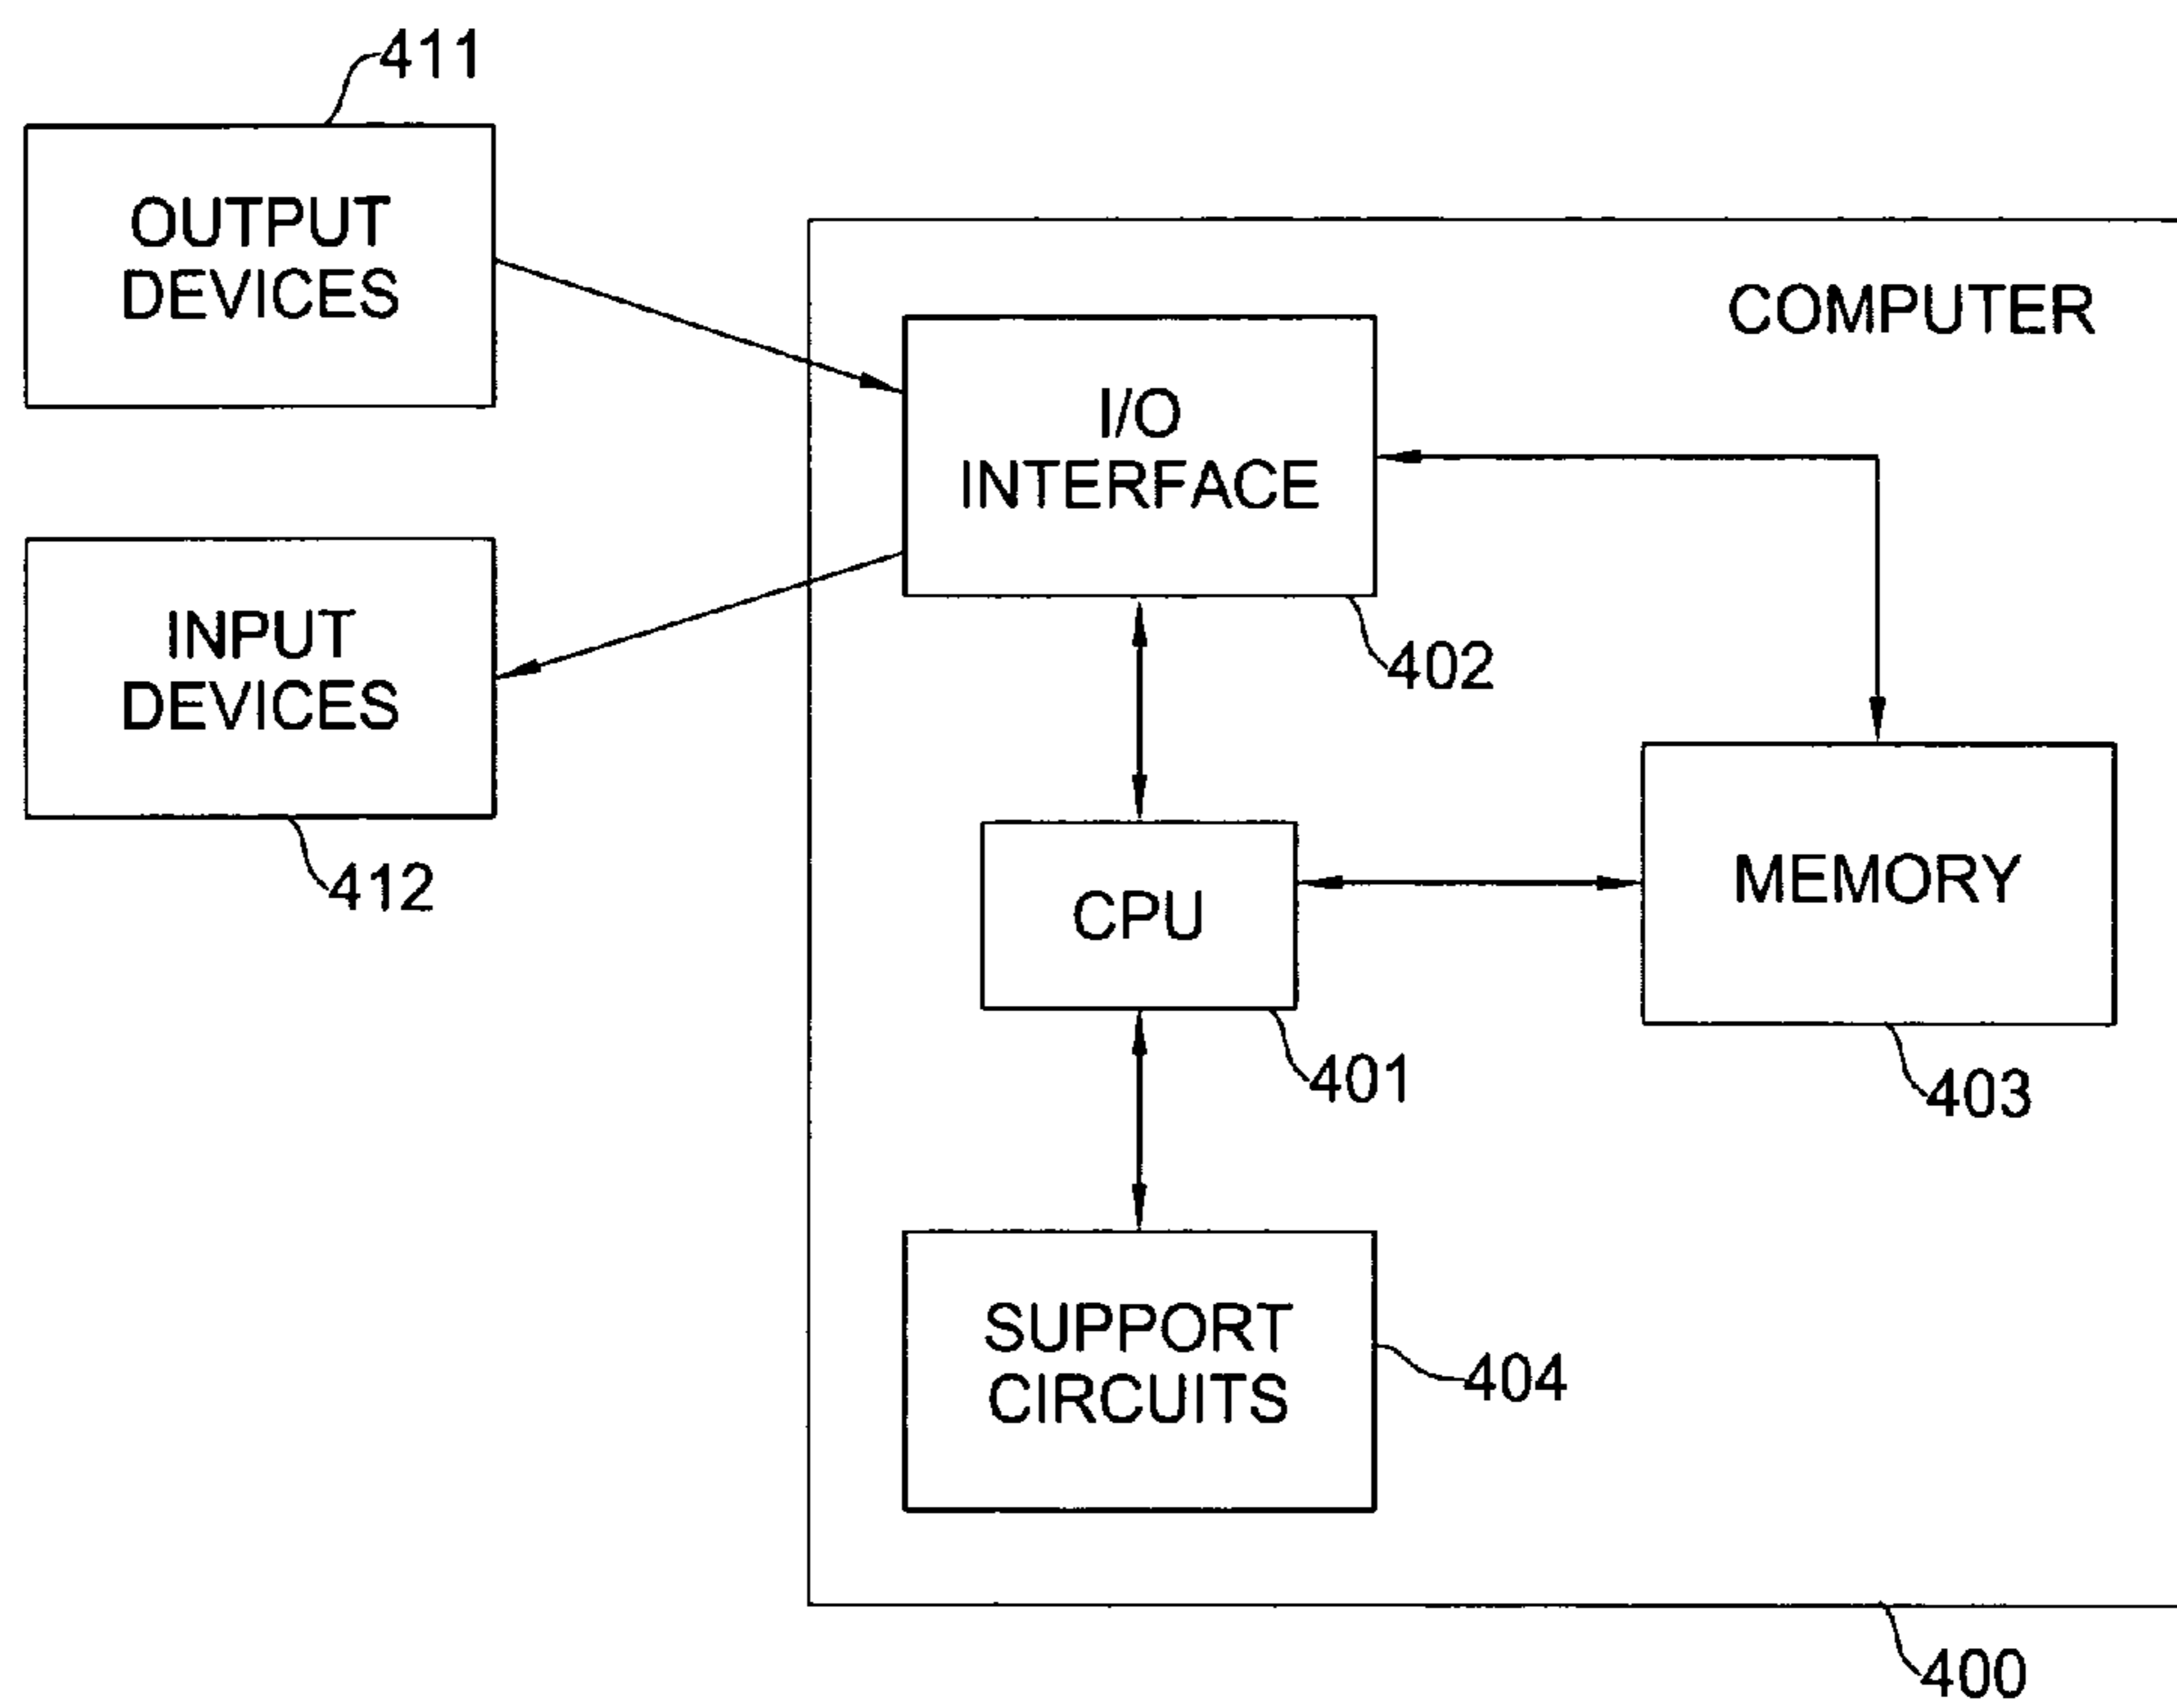 411
OUTPUT
DEVICES
COMPUTER
I/O
INTERFACE
402
INPUT
DEVICES
412
MEMORY
403
CPU
401
SUPPORT
CIRCUITS
404
400